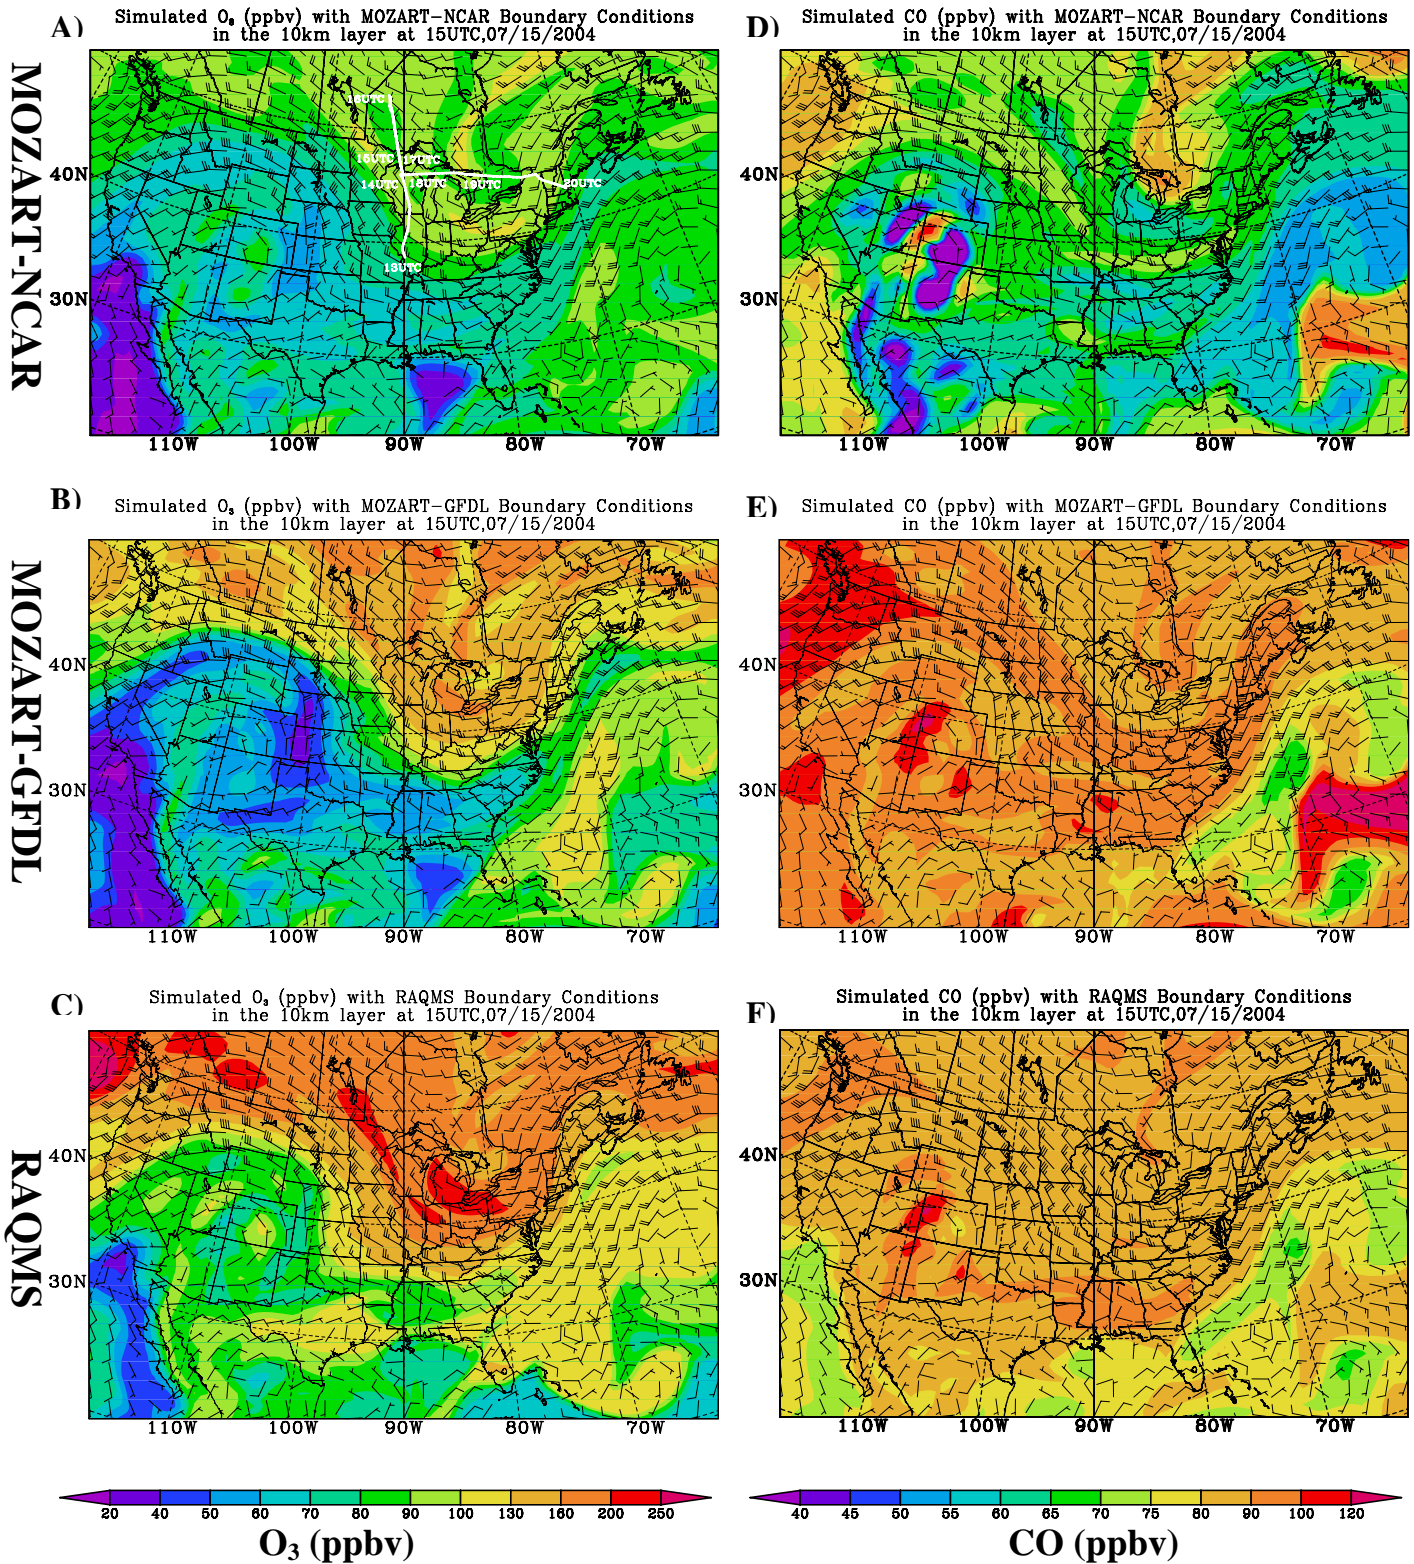 A)
Simulated O₃ (ppbv) with MOZART-NCAR Boundary Conditions
in the 10km layer at 15UTC,07/15/2004
D)
Simulated CO (ppbv) with MOZART-NCAR Boundary Conditions
in the 10km layer at 15UTC,07/15/2004
MOZART-NCAR
40N
30N
16UTC
15UTC
17UTC
14UTC
18UTC
19UTC
20UTC
13UTC
110W 100W 90W 80W 70W
40N
30N
110W 100W 90W 80W 70W
B)
Simulated O₃ (ppbv) with MOZART-GFDL Boundary Conditions
in the 10km layer at 15UTC,07/15/2004
E)
Simulated CO (ppbv) with MOZART-GFDL Boundary Conditions
in the 10km layer at 15UTC,07/15/2004
MOZART-GFDL
40N
30N
110W 100W 90W 80W 70W
40N
30N
110W 100W 90W 80W 70W
C)
Simulated O₃ (ppbv) with RAQMS Boundary Conditions
in the 10km layer at 15UTC,07/15/2004
F)
Simulated CO (ppbv) with RAQMS Boundary Conditions
in the 10km layer at 15UTC,07/15/2004
RAQMS
40N
30N
110W 100W 90W 80W 70W
40N
30N
110W 100W 90W 80W 70W
20 40 50 60 70 80 90 100 130 160 200 250
O₃ (ppbv)
40 45 50 55 60 65 70 75 80 90 100 120
CO (ppbv)